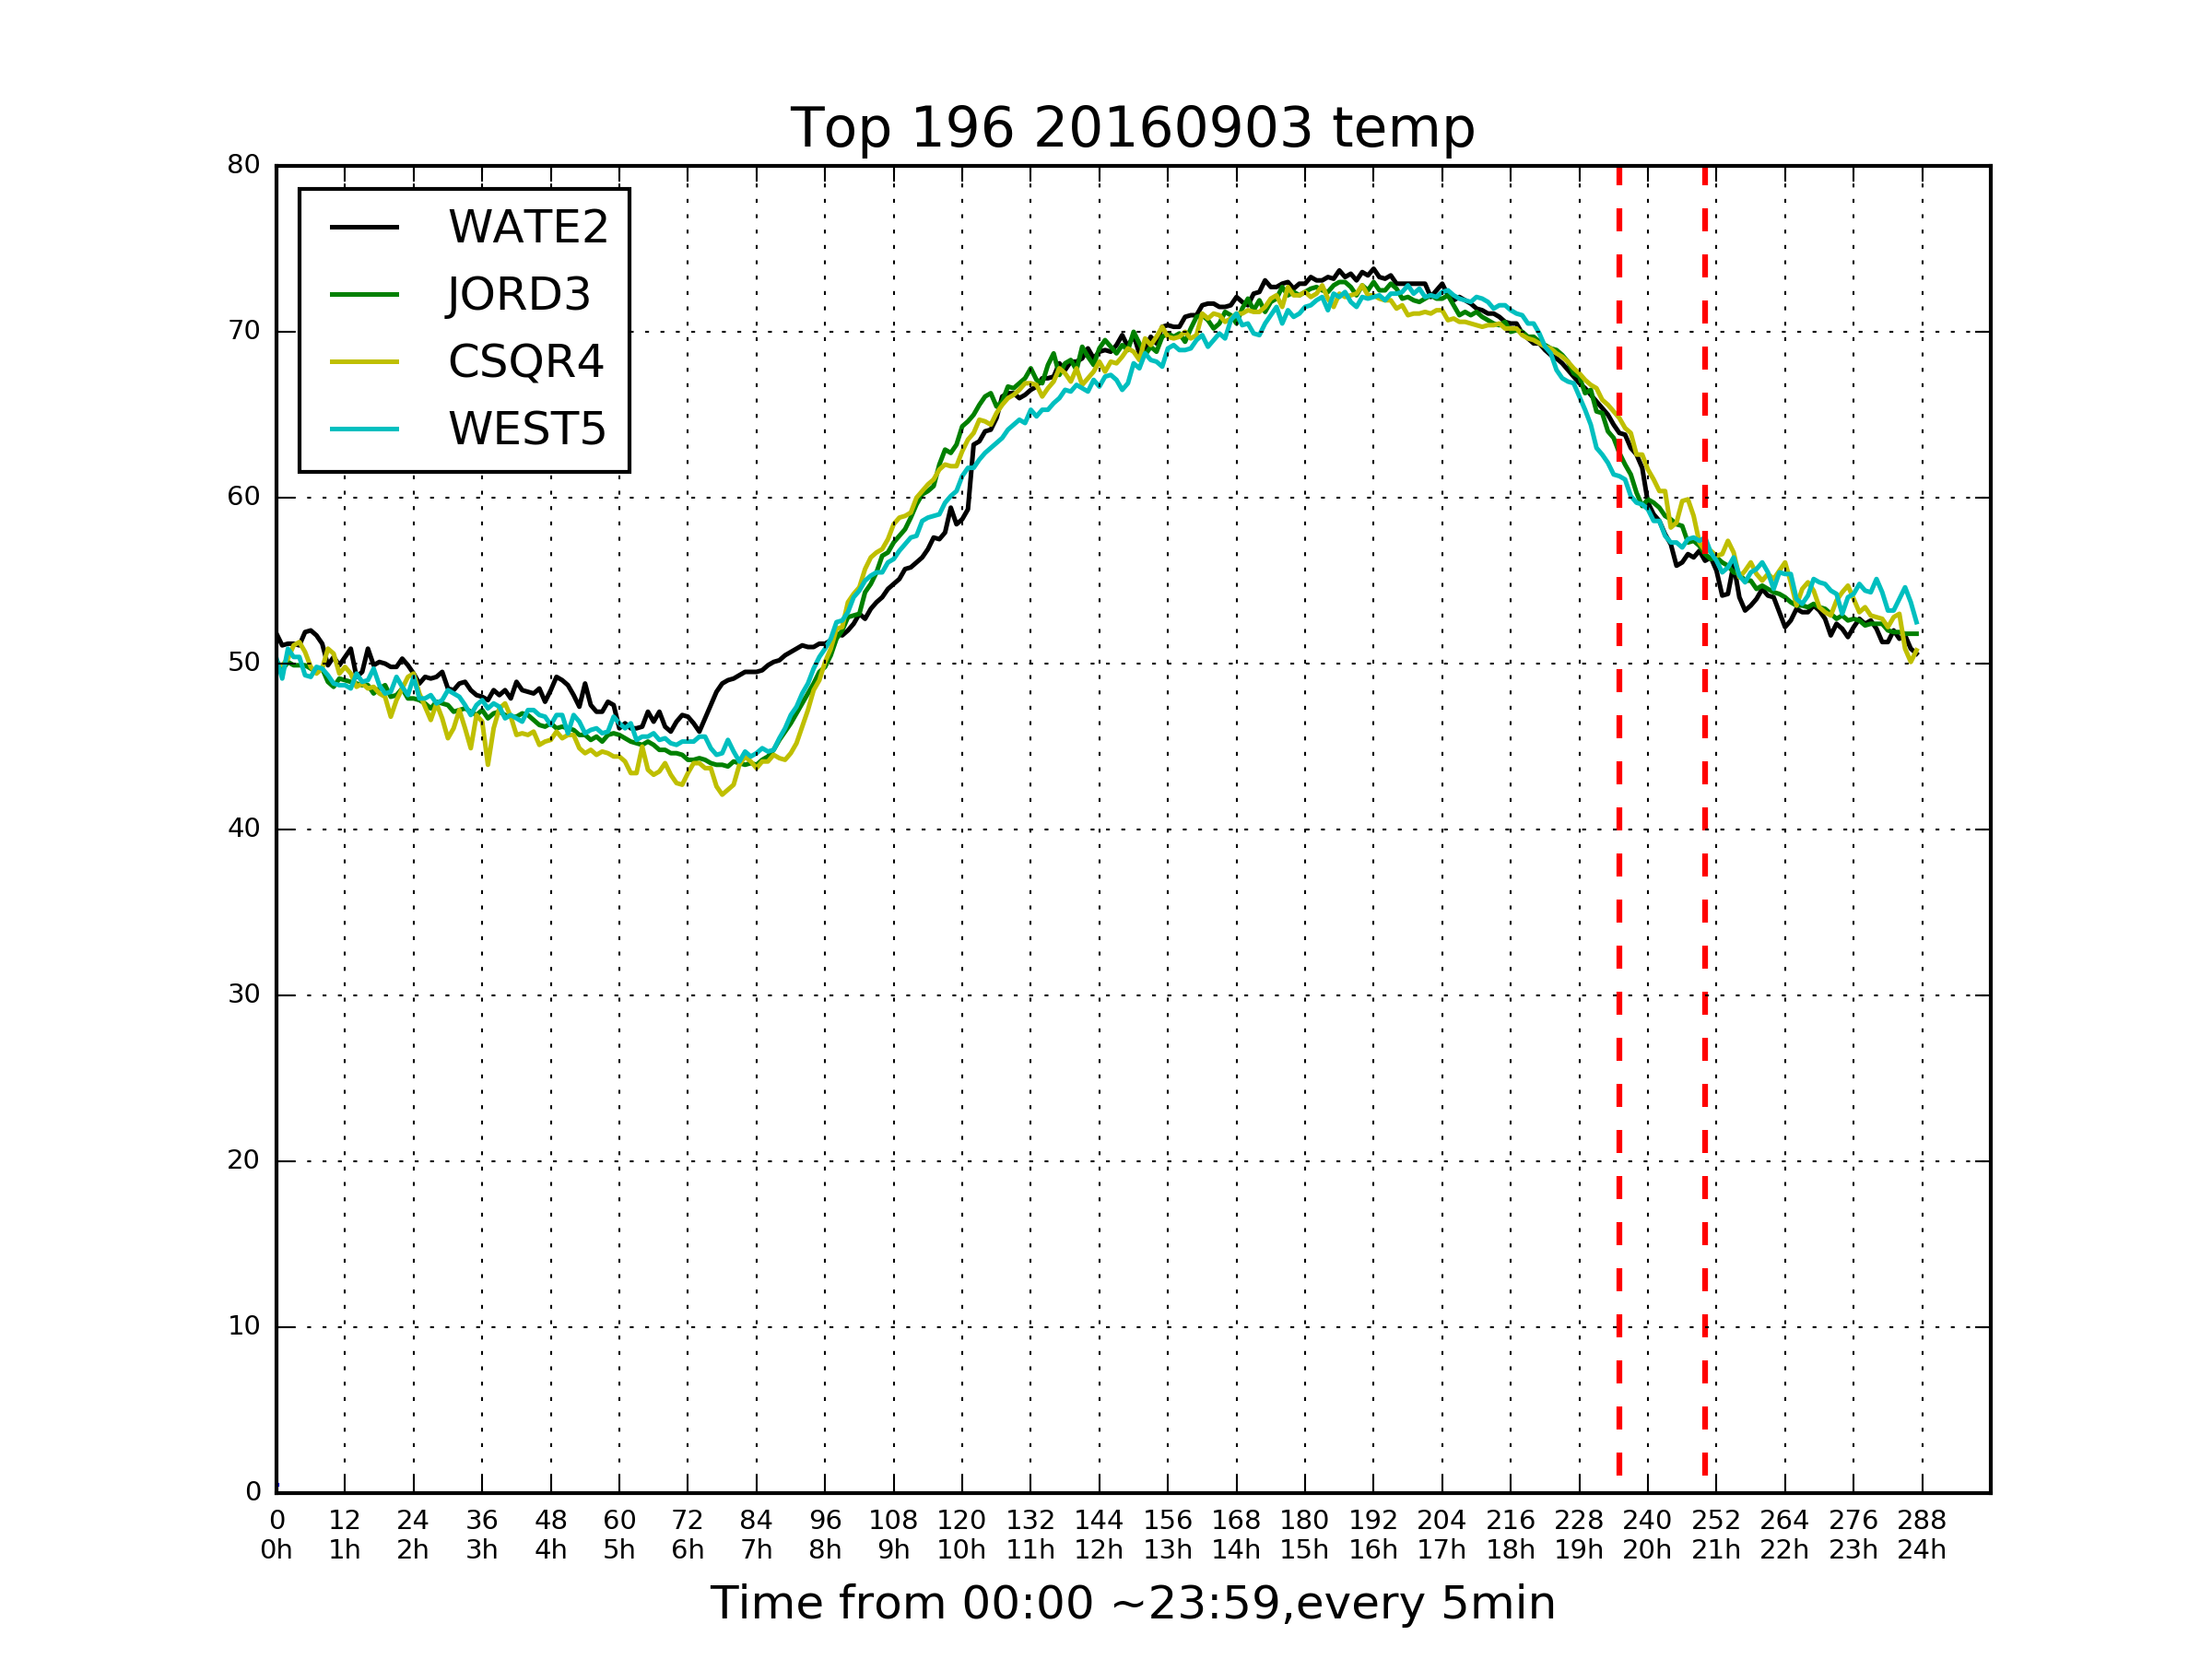 Top 196 20160903 temp
80
70
60
50
40
30
20
10
0
WATE2
JORD3
CSQR4
WEST5
0 12 24 36 48 60 72 84 96 108 120 132 144 156 168 180 192 204 216 228 240 252 264 276 288
0h 1h 2h 3h 4h 5h 6h 7h 8h 9h 10h 11h 12h 13h 14h 15h 16h 17h 18h 19h 20h 21h 22h 23h 24h
Time from 00:00 ~23:59,every 5min